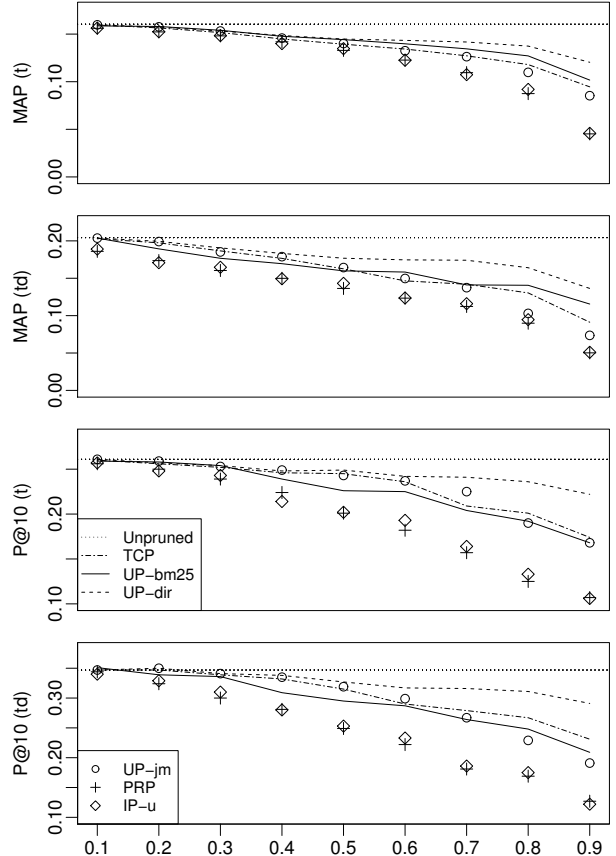 MAP (t)
0.10
0.00
MAP (td)
0.20
0.10
0.00
P@10 (t)
0.20
0.10
Unpruned
TCP
UP−bm25
UP−dir
P@10 (td)
0.30
0.20
0.10
UP−jm
PRP
IP−u
0.1 0.2 0.3 0.4 0.5 0.6 0.7 0.8 0.9